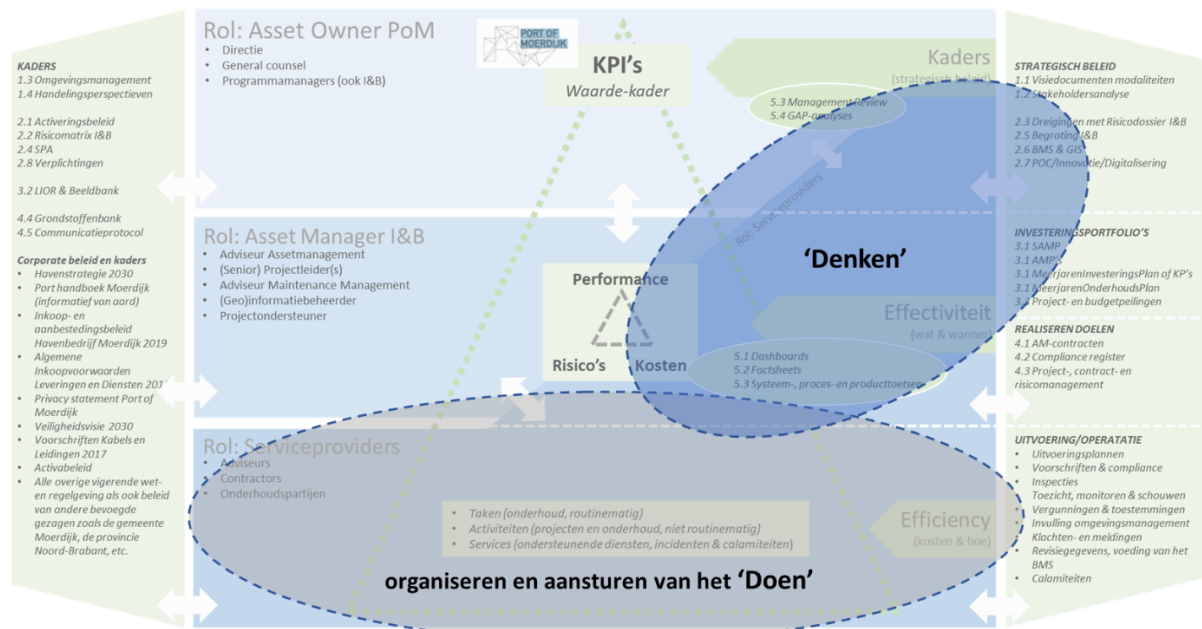 KADERS
1.3 Omgevingsmanagement
1.4 Handelingsperspectieven
2.1 Activeringsbeleid
2.2 Risicomatrix I&B
2.4 SPA
2.8 Verplichtingen
3.2 LIOR & Beeldbank
4.4 Grondstoffenbank
4.5 Communicatieprotocol
Corporate beleid en kaders
• Havenstrategie 2030
• Port handboek Moerdijk
(informatief van aard)
• Inkoop- en
aanbestedingsbeleid
Havenbedrijf Moerdijk 2019
• Algemene
Inkoopvoorwaarden
Leveringen en Diensten
• Privacy statement Port of
Moerdijk
• Veiligheidsvisie 2030
• Voorschriften Kabels en
Leidingen 2017
• Activabeleid
• Alle overige vigerende wet-
en regelgeving als ook beleid
van andere bevoegde
gezagen zoals de gemeente
Moerdijk, de provincie
Noord-Brabant, etc.
Rol: Asset Owner PoM
• Directie
• General counsel
• Programmamanagers (ook I&B)
PORT OF
MOERDIJK
KPI's
Waarde-kader
Kaders
(strategisch beleid)
5.3 Management Review
5.4 GAP-analyses
Rol: Serviceproviders
Rol: Asset Manager I&B
• Adviseur Assetmanagement
• (Senior) Projectleider(s)
• Adviseur Maintenance Management
• (Geo)informatiebeheerder
• Projectondersteuner
'Denken'
Performance
Risico's
Kosten
Effectiviteit
(wat & wanner)
5.1 Dashboards
5.2 Factsheets
5.3 Systeem-, proces- en producttoetsen
Rol: Serviceproviders
• Adviseurs
• Contractors
• Onderhoudspartijen
• Taken (onderhoud, routinematig)
• Activiteiten (projecten en onderhoud, niet routinematig)
• Services (ondersteunende diensten, incidenten & calamiteiten)
Efficiency
(kosten & hoe)
organiseren en aansturen van het 'Doen'
STRATEGISCH BELEID
1.1 Visiedocumenten modaliteiten
1.2 Stakeholdersanalyse
2.3 Dreigingen met Risicodossier I&B
2.5 Begroting I&B
2.6 BMS & GIS
2.7 POC/Innovatie/Digitalisering
INVESTERINGSPORTFOLIO'S
3.1 SAMP
3.1 AMP'S
3.1 MeerjarenInvesteringsPlan of KP's
3.1 MeerjarenOnderhoudsPlan
3.3 Project- en budgetpeilingen
REALISEREN DOELEN
4.1 AM-contracten
4.2 Compliance register
4.3 Project-, contract- en
risicomanagement
UITVOERING/OPERATATIE
• Uitvoeringsplannen
• Voorschriften & compliance
• Inspecties
• Toezicht, monitoren & schouwen
• Vergunningen & toestemmingen
• Invulling omgevingsmanagement
• Klachten- en meldingen
• Revisiegegevens, voeding van het
BMS
• Calamiteiten